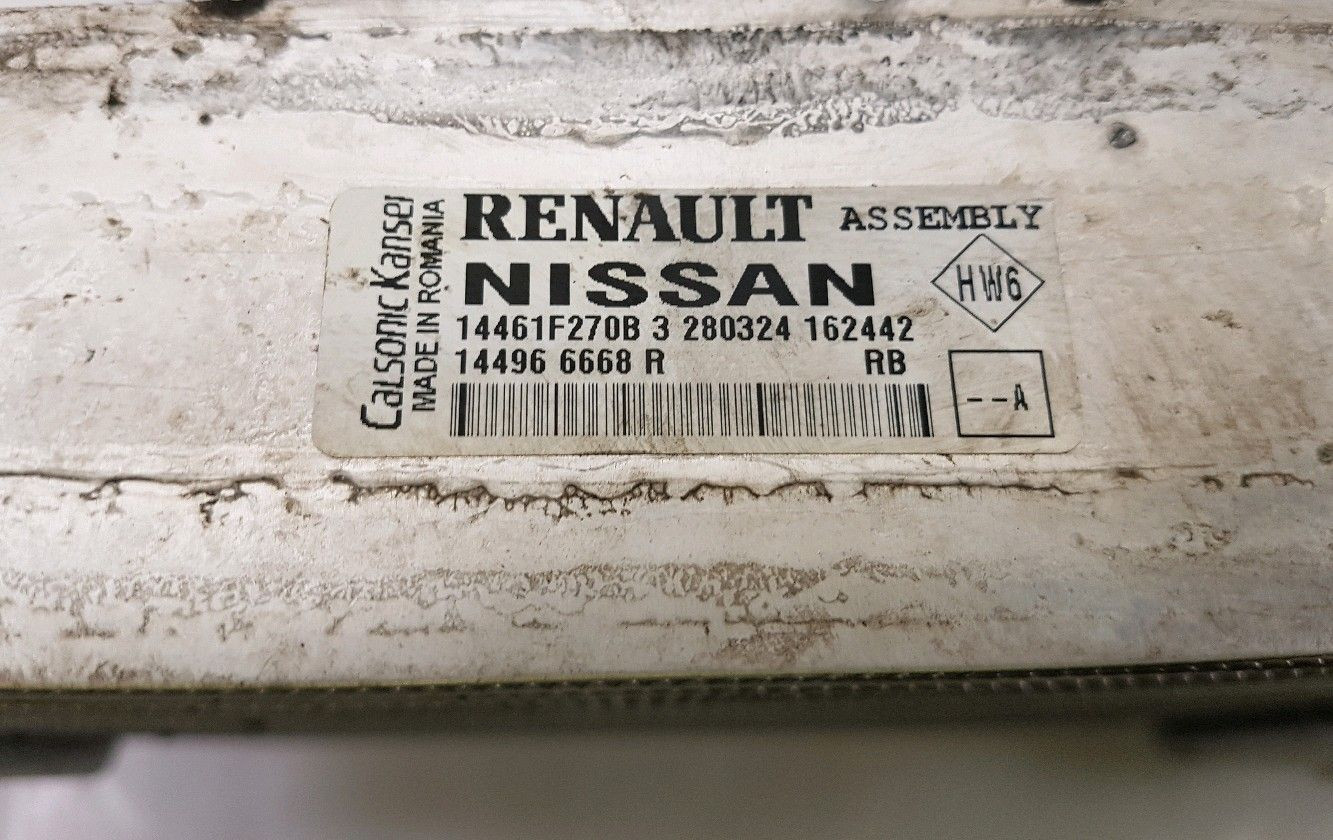 CalsonicKansei
MADE IN ROMANIA
RENAULT ASSEMBLY
NISSAN
HW6
14461F270B 3 280324 162442
14496 6668 R RB
--A